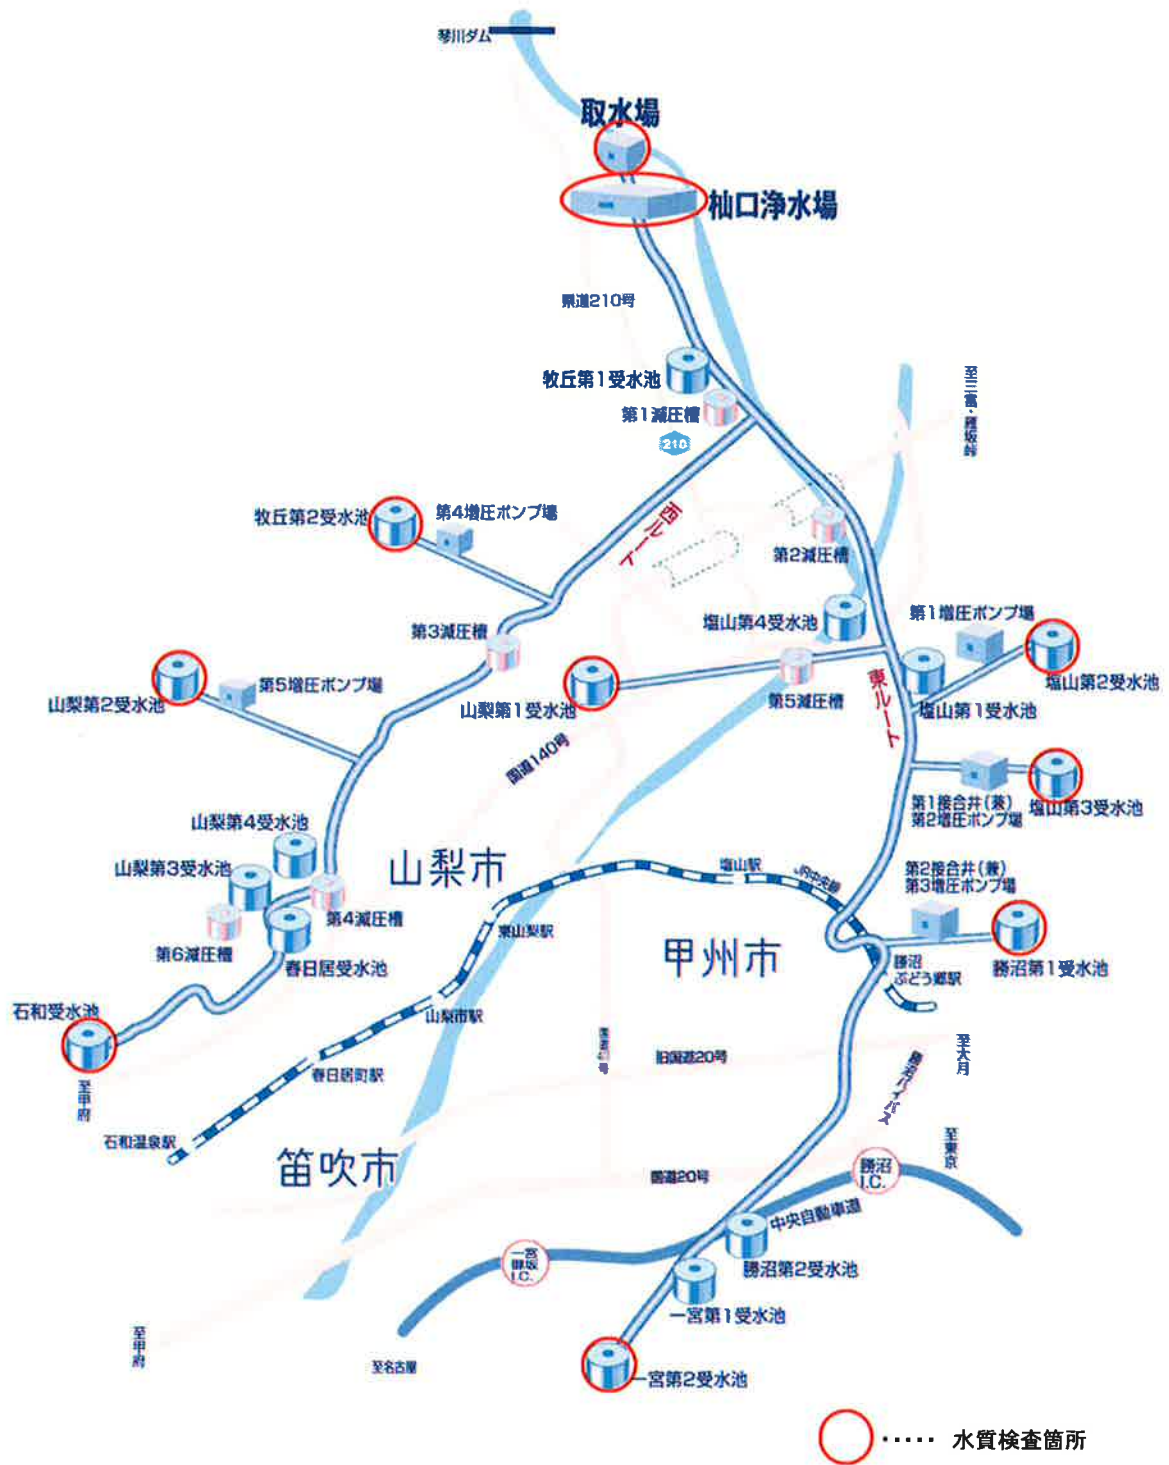 琴川ダム
取水場
杣口浄水場
県道210号
牧丘第1受水池
至三富・雁坂峠
第1減圧槽
210
西ルート
牧丘第2受水池
第4増圧ポンプ場
第2減圧槽
塩山第4受水池
第1増圧ポンプ場
第3減圧槽
山梨第2受水池
第5増圧ポンプ場
山梨第1受水池
第5減圧槽
東ルート
塩山第1受水池
塩山第2受水池
国道140号
第1接合井(兼)
第2増圧ポンプ場
塩山第3受水池
山梨第4受水池
山梨第3受水池
山梨市
塩山駅
JR中央線
第2接合井(兼)
第3増圧ポンプ場
第4減圧槽
第6減圧槽
春日居受水池
東山梨駅
甲州市
勝沼
ぶどう郷駅
勝沼第1受水池
石和受水池
山梨市駅
至甲府
春日居町駅
旧国道20号
至大月
勝沼バイパス
石和温泉駅
笛吹市
国道20号
勝沼
I.C.
至東京
中央自動車道
一宮
御坂
I.C.
勝沼第2受水池
一宮第1受水池
至甲府
至名古屋
一宮第2受水池
‥‥‥ 水質検査箇所